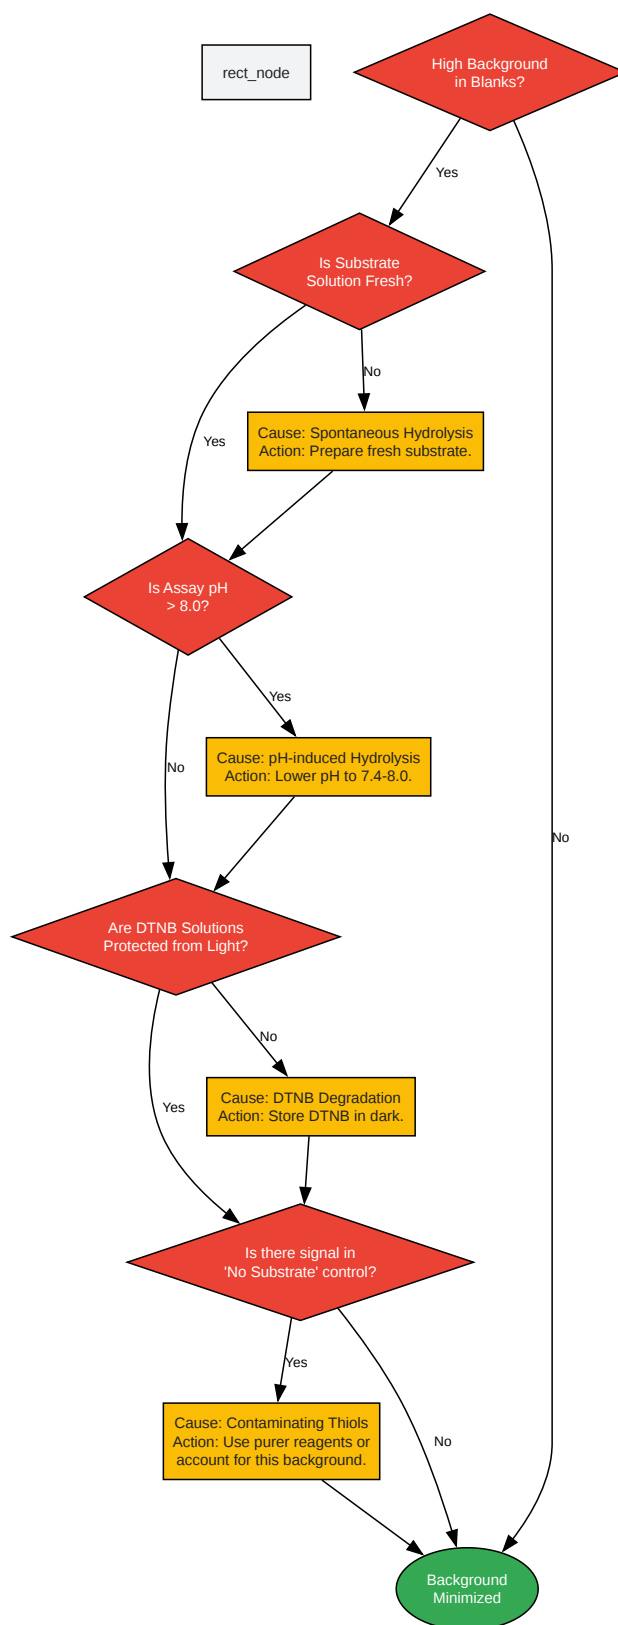 rect_node
High Background
in Blanks?
Yes
Is Substrate
Solution Fresh?
No
Cause: Spontaneous Hydrolysis
Action: Prepare fresh substrate.
Yes
Is Assay pH
> 8.0?
Yes
Cause: pH-induced Hydrolysis
Action: Lower pH to 7.4-8.0.
No
No
Are DTNB Solutions
Protected from Light?
No
Cause: DTNB Degradation
Action: Store DTNB in dark.
Yes
Is there signal in
'No Substrate' control?
Yes
Cause: Contaminating Thiols
Action: Use purer reagents or
account for this background.
No
Background
Minimized